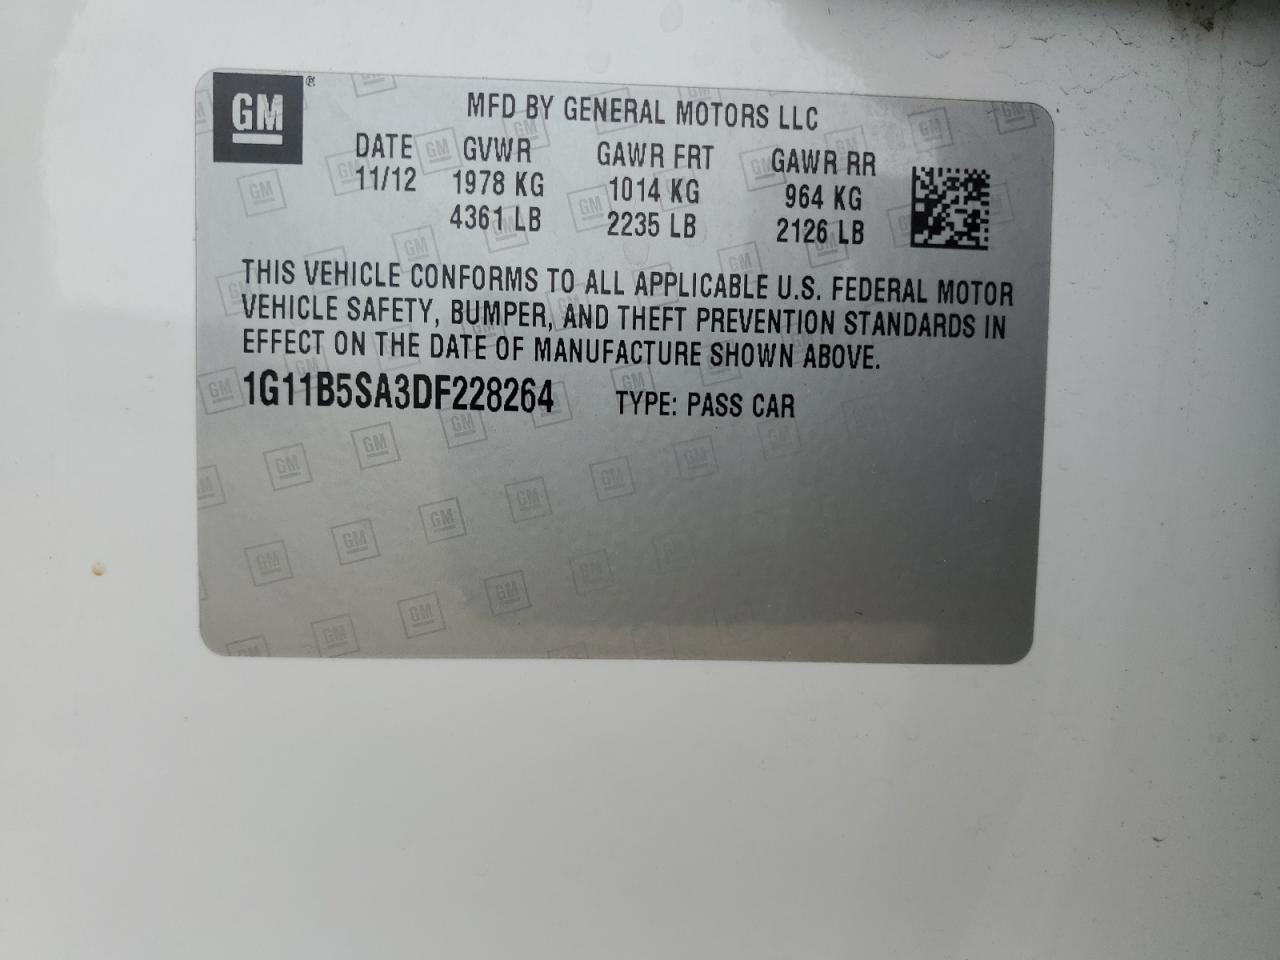 GM®
MFD BY GENERAL MOTORS LLC
DATE GVWR GAWR FRT GAWR RR
11/12 1978 KG 1014 KG 964 KG
4361 LB 2235 LB 2126 LB
THIS VEHICLE CONFORMS TO ALL APPLICABLE U.S. FEDERAL MOTOR
VEHICLE SAFETY, BUMPER, AND THEFT PREVENTION STANDARDS IN
EFFECT ON THE DATE OF MANUFACTURE SHOWN ABOVE.
1G11B5SA3DF228264 TYPE: PASS CAR